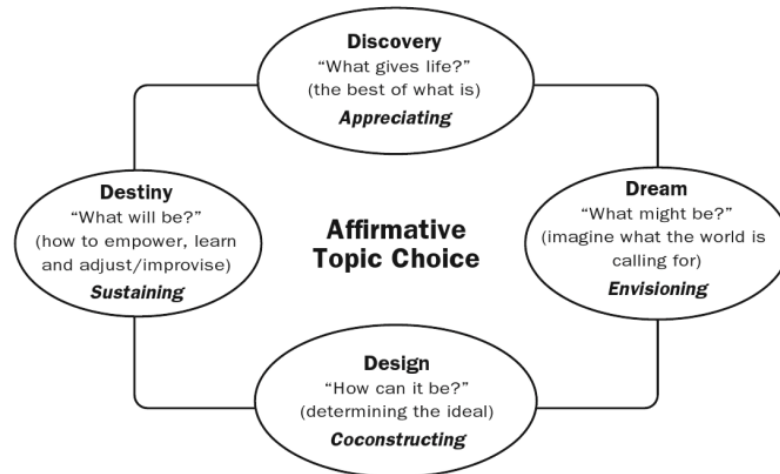 Discovery
“What gives life?”
(the best of what is)
Appreciating
Destiny
“What will be?”
(how to empower, learn
and adjust/improvise)
Sustaining
Affirmative
Topic Choice
Dream
“What might be?”
(imagine what the world is
calling for)
Envisioning
Design
“How can it be?”
(determining the ideal)
Coconstructing